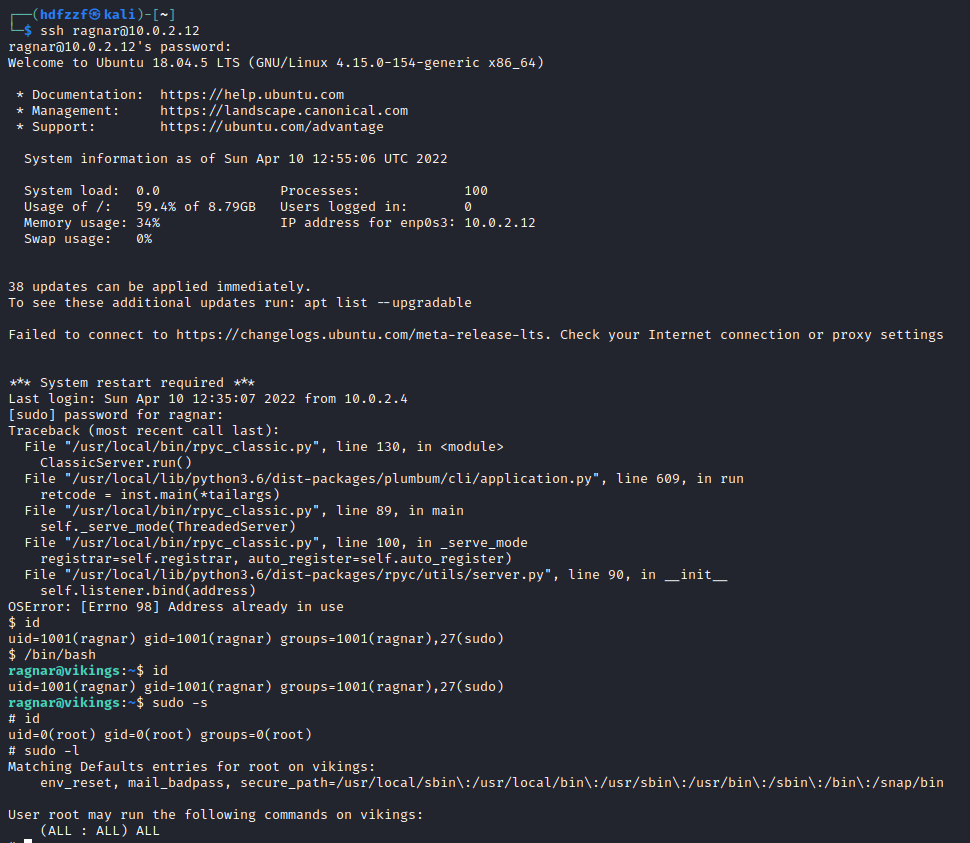 ┌──(hdfzzf㉿kali)-[~]
└─$ ssh ragnar@10.0.2.12
ragnar@10.0.2.12's password:
Welcome to Ubuntu 18.04.5 LTS (GNU/Linux 4.15.0-154-generic x86_64)

 * Documentation:  https://help.ubuntu.com
 * Management:     https://landscape.canonical.com
 * Support:        https://ubuntu.com/advantage

  System information as of Sun Apr 10 12:55:06 UTC 2022

  System load:  0.0               Processes:             100
  Usage of /:   59.4% of 8.79GB   Users logged in:       0
  Memory usage: 34%               IP address for enp0s3: 10.0.2.12
  Swap usage:   0%


38 updates can be applied immediately.
To see these additional updates run: apt list --upgradable

Failed to connect to https://changelogs.ubuntu.com/meta-release-lts. Check your Internet connection or proxy settings


*** System restart required ***
Last login: Sun Apr 10 12:35:07 2022 from 10.0.2.4
[sudo] password for ragnar:
Traceback (most recent call last):
  File "/usr/local/bin/rpyc_classic.py", line 130, in <module>
    ClassicServer.run()
  File "/usr/local/lib/python3.6/dist-packages/plumbum/cli/application.py", line 609, in run
    retcode = inst.main(*tailargs)
  File "/usr/local/bin/rpyc_classic.py", line 89, in main
    self._serve_mode(ThreadedServer)
  File "/usr/local/bin/rpyc_classic.py", line 100, in _serve_mode
    registrar=self.registrar, auto_register=self.auto_register)
  File "/usr/local/lib/python3.6/dist-packages/rpyc/utils/server.py", line 90, in __init__
    self.listener.bind(address)
OSError: [Errno 98] Address already in use
$ id
uid=1001(ragnar) gid=1001(ragnar) groups=1001(ragnar),27(sudo)
$ /bin/bash
ragnar@vikings:~$ id
uid=1001(ragnar) gid=1001(ragnar) groups=1001(ragnar),27(sudo)
ragnar@vikings:~$ sudo -s
# id
uid=0(root) gid=0(root) groups=0(root)
# sudo -l
Matching Defaults entries for root on vikings:
    env_reset, mail_badpass, secure_path=/usr/local/sbin\:/usr/local/bin\:/usr/sbin\:/usr/bin\:/sbin\:/bin\:/snap/bin

User root may run the following commands on vikings:
    (ALL : ALL) ALL
#